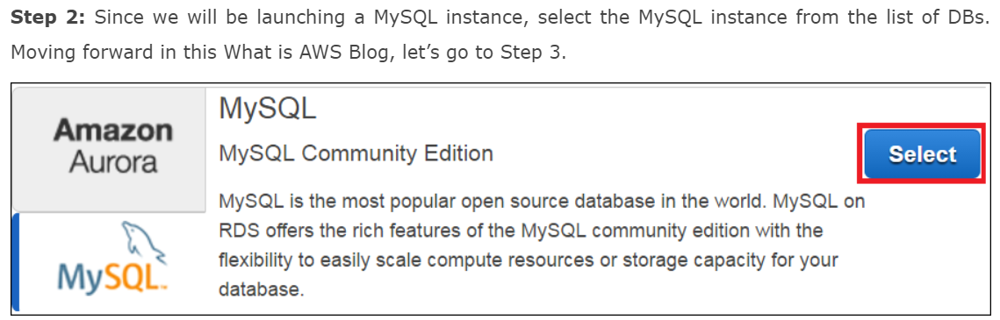 Step 2: Since we will be launching a MySQL instance, select the MySQL instance from the list of DBs.
Moving forward in this What is AWS Blog, let’s go to Step 3.
Amazon
Aurora
MySQL
MySQL Community Edition
Select
MySQL is the most popular open source database in the world. MySQL on
RDS offers the rich features of the MySQL community edition with the
flexibility to easily scale compute resources or storage capacity for your
database.
MySQL™